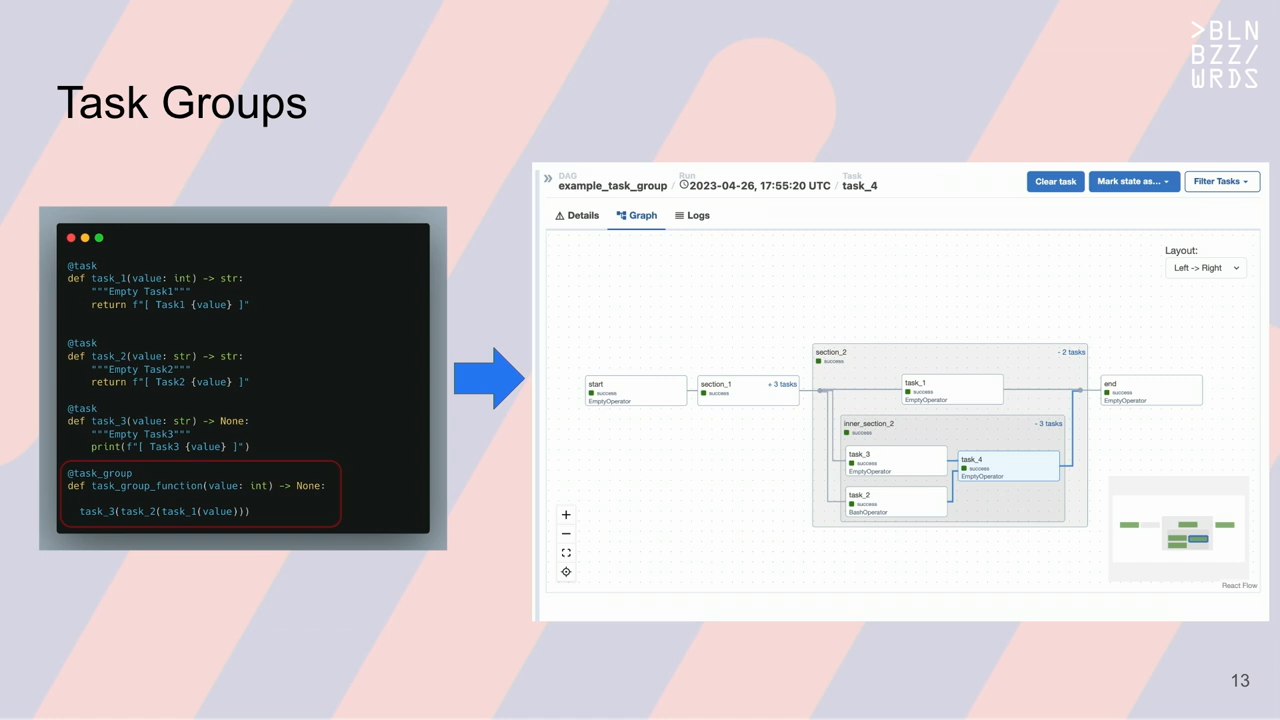 >BLN
BZZ/
WRDS
Task Groups
@task
def task_1(value: int) -> str:
"""Empty Task1"""
return f"[ Task1 {value} ]"
@task
def task_2(value: str) -> str:
"""Empty Task2"""
return f"[ Task2 {value} ]"
@task
def task_3(value: str) -> None:
"""Empty Task3"""
print(f"[ Task3 {value} ]")
@task_group
def task_group_function(value: int) -> None:
task_3(task_2(task_1(value)))
DAG Run Task
example_task_group / 2023-04-26, 17:55:20 UTC / task_4
Clear task Mark state as... Filter Tasks
Details Graph Logs
Layout:
Left -> Right
start
success
EmptyOperator
section_1 + 3 tasks
success
section_2 - 2 tasks
success
task_1
success
EmptyOperator
inner_section_2 - 3 tasks
success
task_3
success
EmptyOperator
task_4
success
EmptyOperator
task_2
success
BashOperator
end
success
EmptyOperator
React Flow
13